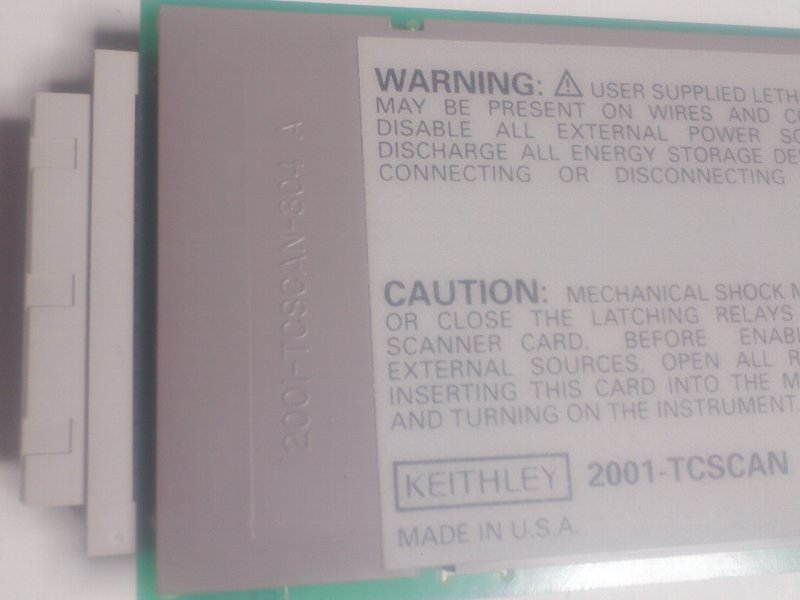 WARNING: ⚠ USER SUPPLIED
MAY BE PRESENT ON WIRES AND
DISABLE ALL EXTERNAL POWER
DISCHARGE ALL ENERGY STORAGE
CONNECTING OR DISCONNECTING
CAUTION: MECHANICAL SHOCK
OR CLOSE THE LATCHING RELAYS
SCANNER CARD. BEFORE
EXTERNAL SOURCES, OPEN ALL
INSERTING THIS CARD INTO THE
AND TURNING ON THE INSTRUMENT.
KEITHLEY 2001-TCSCAN
MADE IN U.S.A.
2001-TCSCAN-304 A